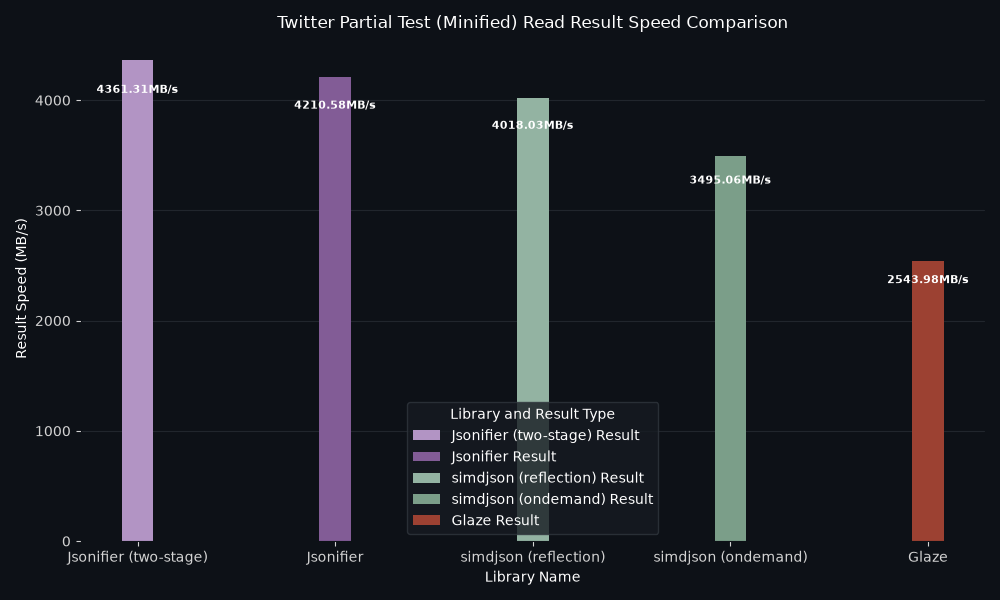 Twitter Partial Test (Minified) Read Result Speed Comparison
4361.31MB/s
4210.58MB/s
4018.03MB/s
3495.06MB/s
2543.98MB/s
Result Speed (MB/s)
4000
3000
2000
1000
0
Library and Result Type
Jsonifier (two-stage) Result
Jsonifier Result
simdjson (reflection) Result
simdjson (ondemand) Result
Glaze Result
Jsonifier (two-stage)
Jsonifier
simdjson (reflection)
simdjson (ondemand)
Glaze
Library Name